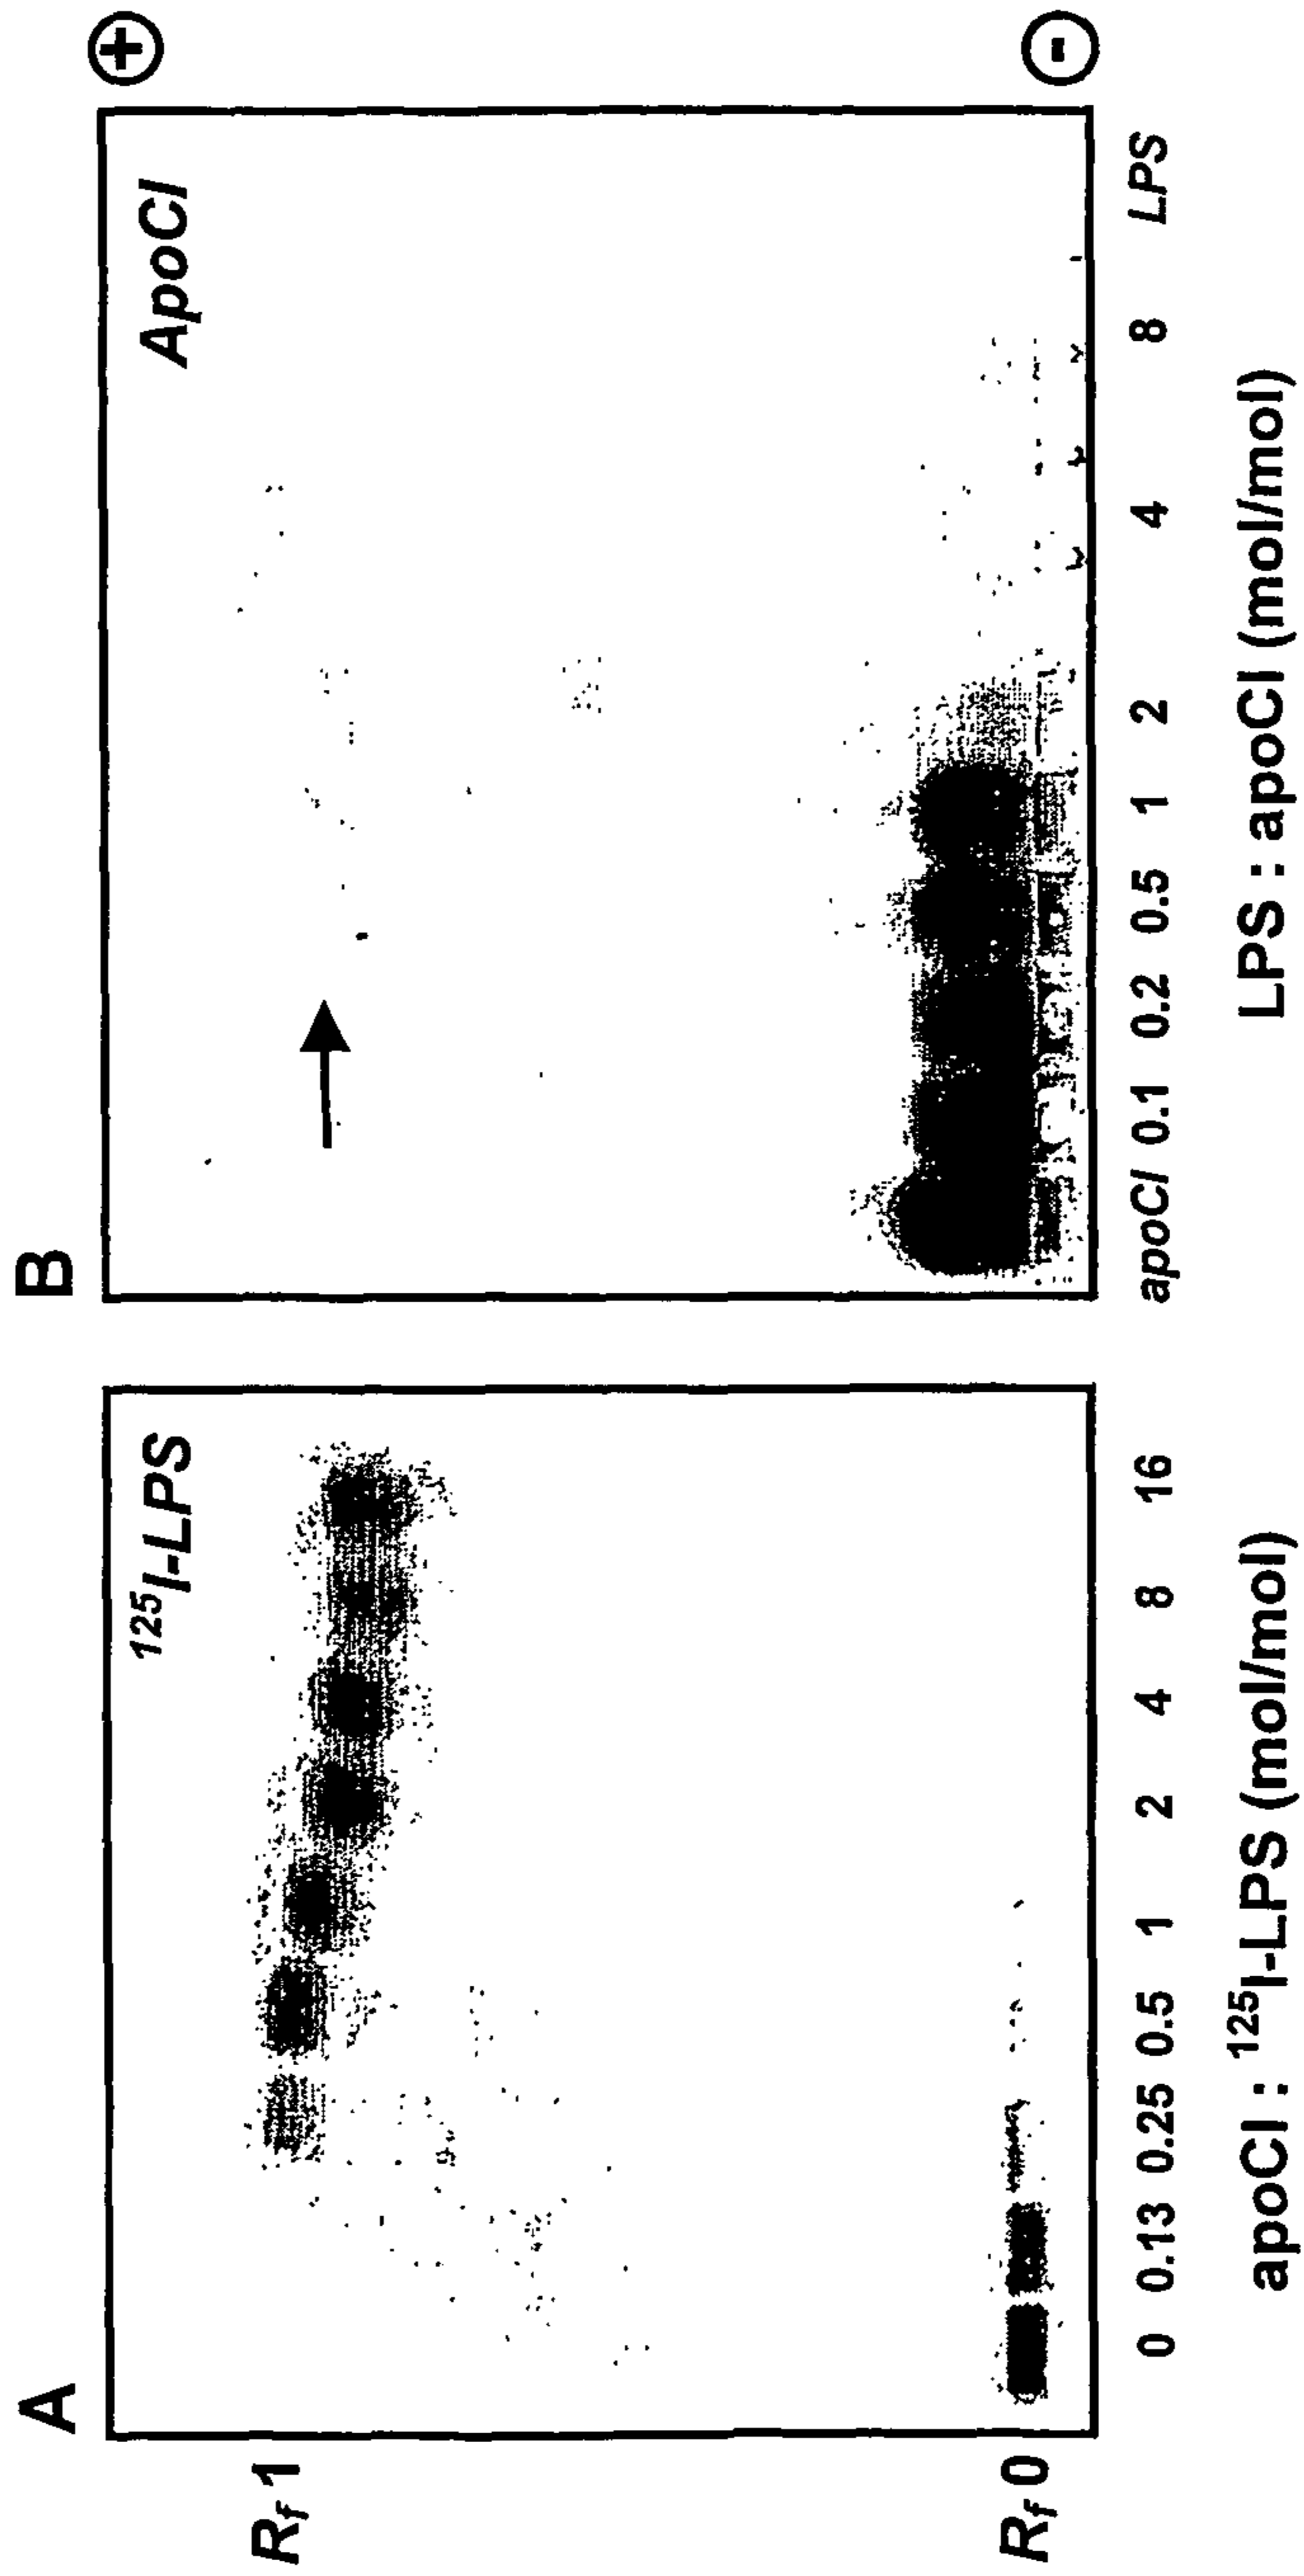 A
¹²⁵I-LPS
R_f 1
R_f 0
0 0.13 0.25 0.5 1 2 4 8 16
apoCI : ¹²⁵I-LPS (mol/mol)
B
ApoCI
+
-
apoCI 0.1 0.2 0.5 1 2 4 8 LPS
LPS : apoCI (mol/mol)